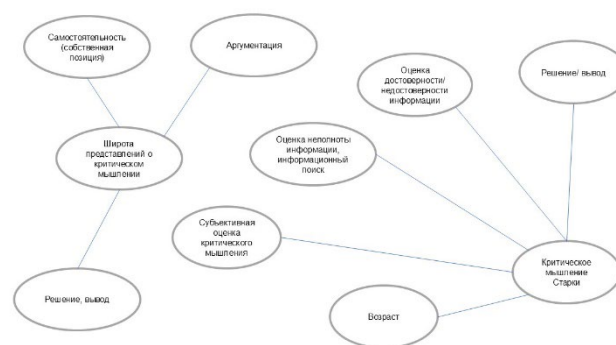 Самостоятельность
(собственная
позиция)
Аргументация
Оценка
достоверности/
недостоверности
информации
Решение/ вывод
Широта
представлений о
критическом
мышлении
Оценка неполноты
информации,
информационный
поиск
Субъективная
оценка
критического
мышления
Критическое
мышление
Старки
Решение, вывод
Возраст